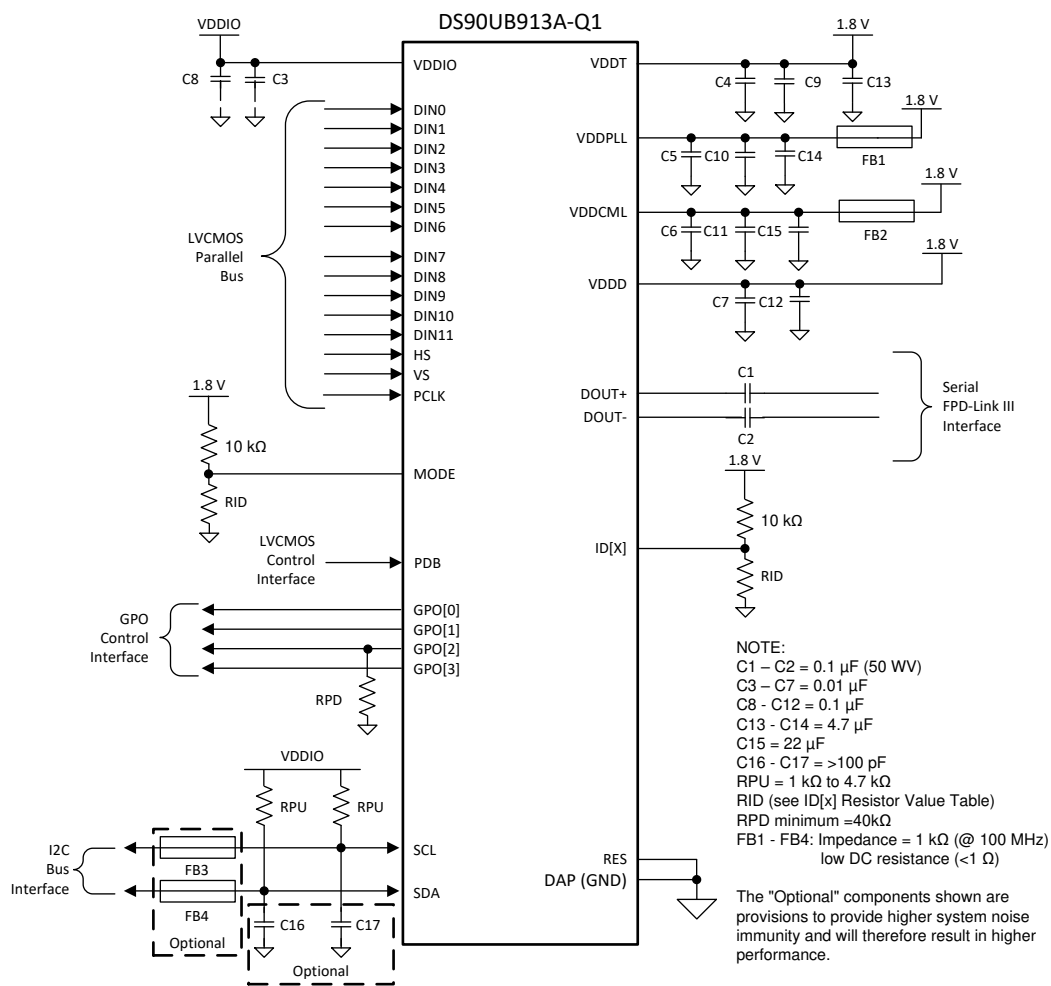 DS90UB913A-Q1
VDDIO
1.8 V
VDDIO
VDDT
C8
C3
C4
C9
C13
1.8 V
DIN0
DIN1
DIN2
DIN3
DIN4
DIN5
DIN6
DIN7
DIN8
DIN9
DIN10
DIN11
HS
VS
PCLK
LVCMOS
Parallel
Bus
VDDPLL
C5
C10
C14
FB1
1.8 V
VDDCML
C6
C11
C15
FB2
1.8 V
VDDD
C7
C12
DOUT+
DOUT-
C1
C2
Serial
FPD-Link III
Interface
1.8 V
10 kΩ
MODE
RID
1.8 V
10 kΩ
ID[X]
RID
LVCMOS
Control
Interface
PDB
GPO
Control
Interface
GPO[0]
GPO[1]
GPO[2]
GPO[3]
RPD
VDDIO
RPU
RPU
I2C
Bus
Interface
FB3
FB4
Optional
SCL
SDA
C16
C17
Optional
RES
DAP (GND)
NOTE:
C1 – C2 = 0.1 µF (50 WV)
C3 – C7 = 0.01 µF
C8 - C12 = 0.1 µF
C13 - C14 = 4.7 µF
C15 = 22 µF
C16 - C17 = >100 pF
RPU = 1 kΩ to 4.7 kΩ
RID (see ID[x] Resistor Value Table)
RPD minimum =40kΩ
FB1 - FB4: Impedance = 1 kΩ (@ 100 MHz)
low DC resistance (<1 Ω)
The "Optional" components shown are
provisions to provide higher system noise
immunity and will therefore result in higher
performance.